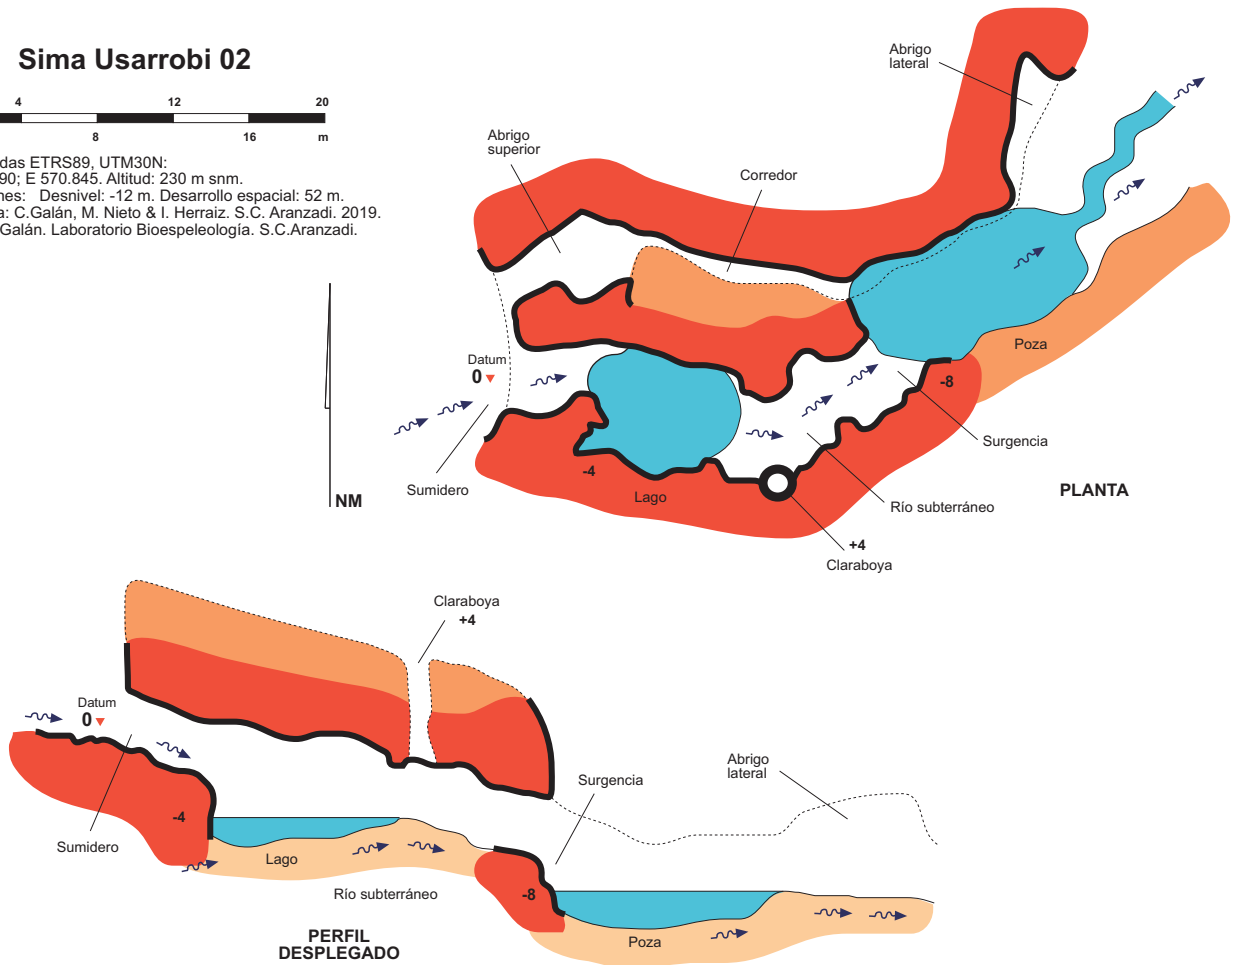 Sima Usarrobi 02
4 12 20
8 16 m
das ETRS89, UTM30N:
90; E 570.845. Altitud: 230 m snm.
nes: Desnivel: -12 m. Desarrollo espacial: 52 m.
a: C.Galán, M. Nieto & I. Herraiz. S.C. Aranzadi. 2019.
Galán. Laboratorio Bioespeleología. S.C.Aranzadi.
NM
Abrigo
lateral
Abrigo
superior
Corredor
Datum
0
Poza
-8
Surgencia
-4
Sumidero
Lago
PLANTA
Río subterráneo
+4
Claraboya
Claraboya
+4
Datum
0
Abrigo
lateral
Surgencia
-4
Sumidero
Lago
Río subterráneo
-8
Poza
PERFIL
DESPLEGADO